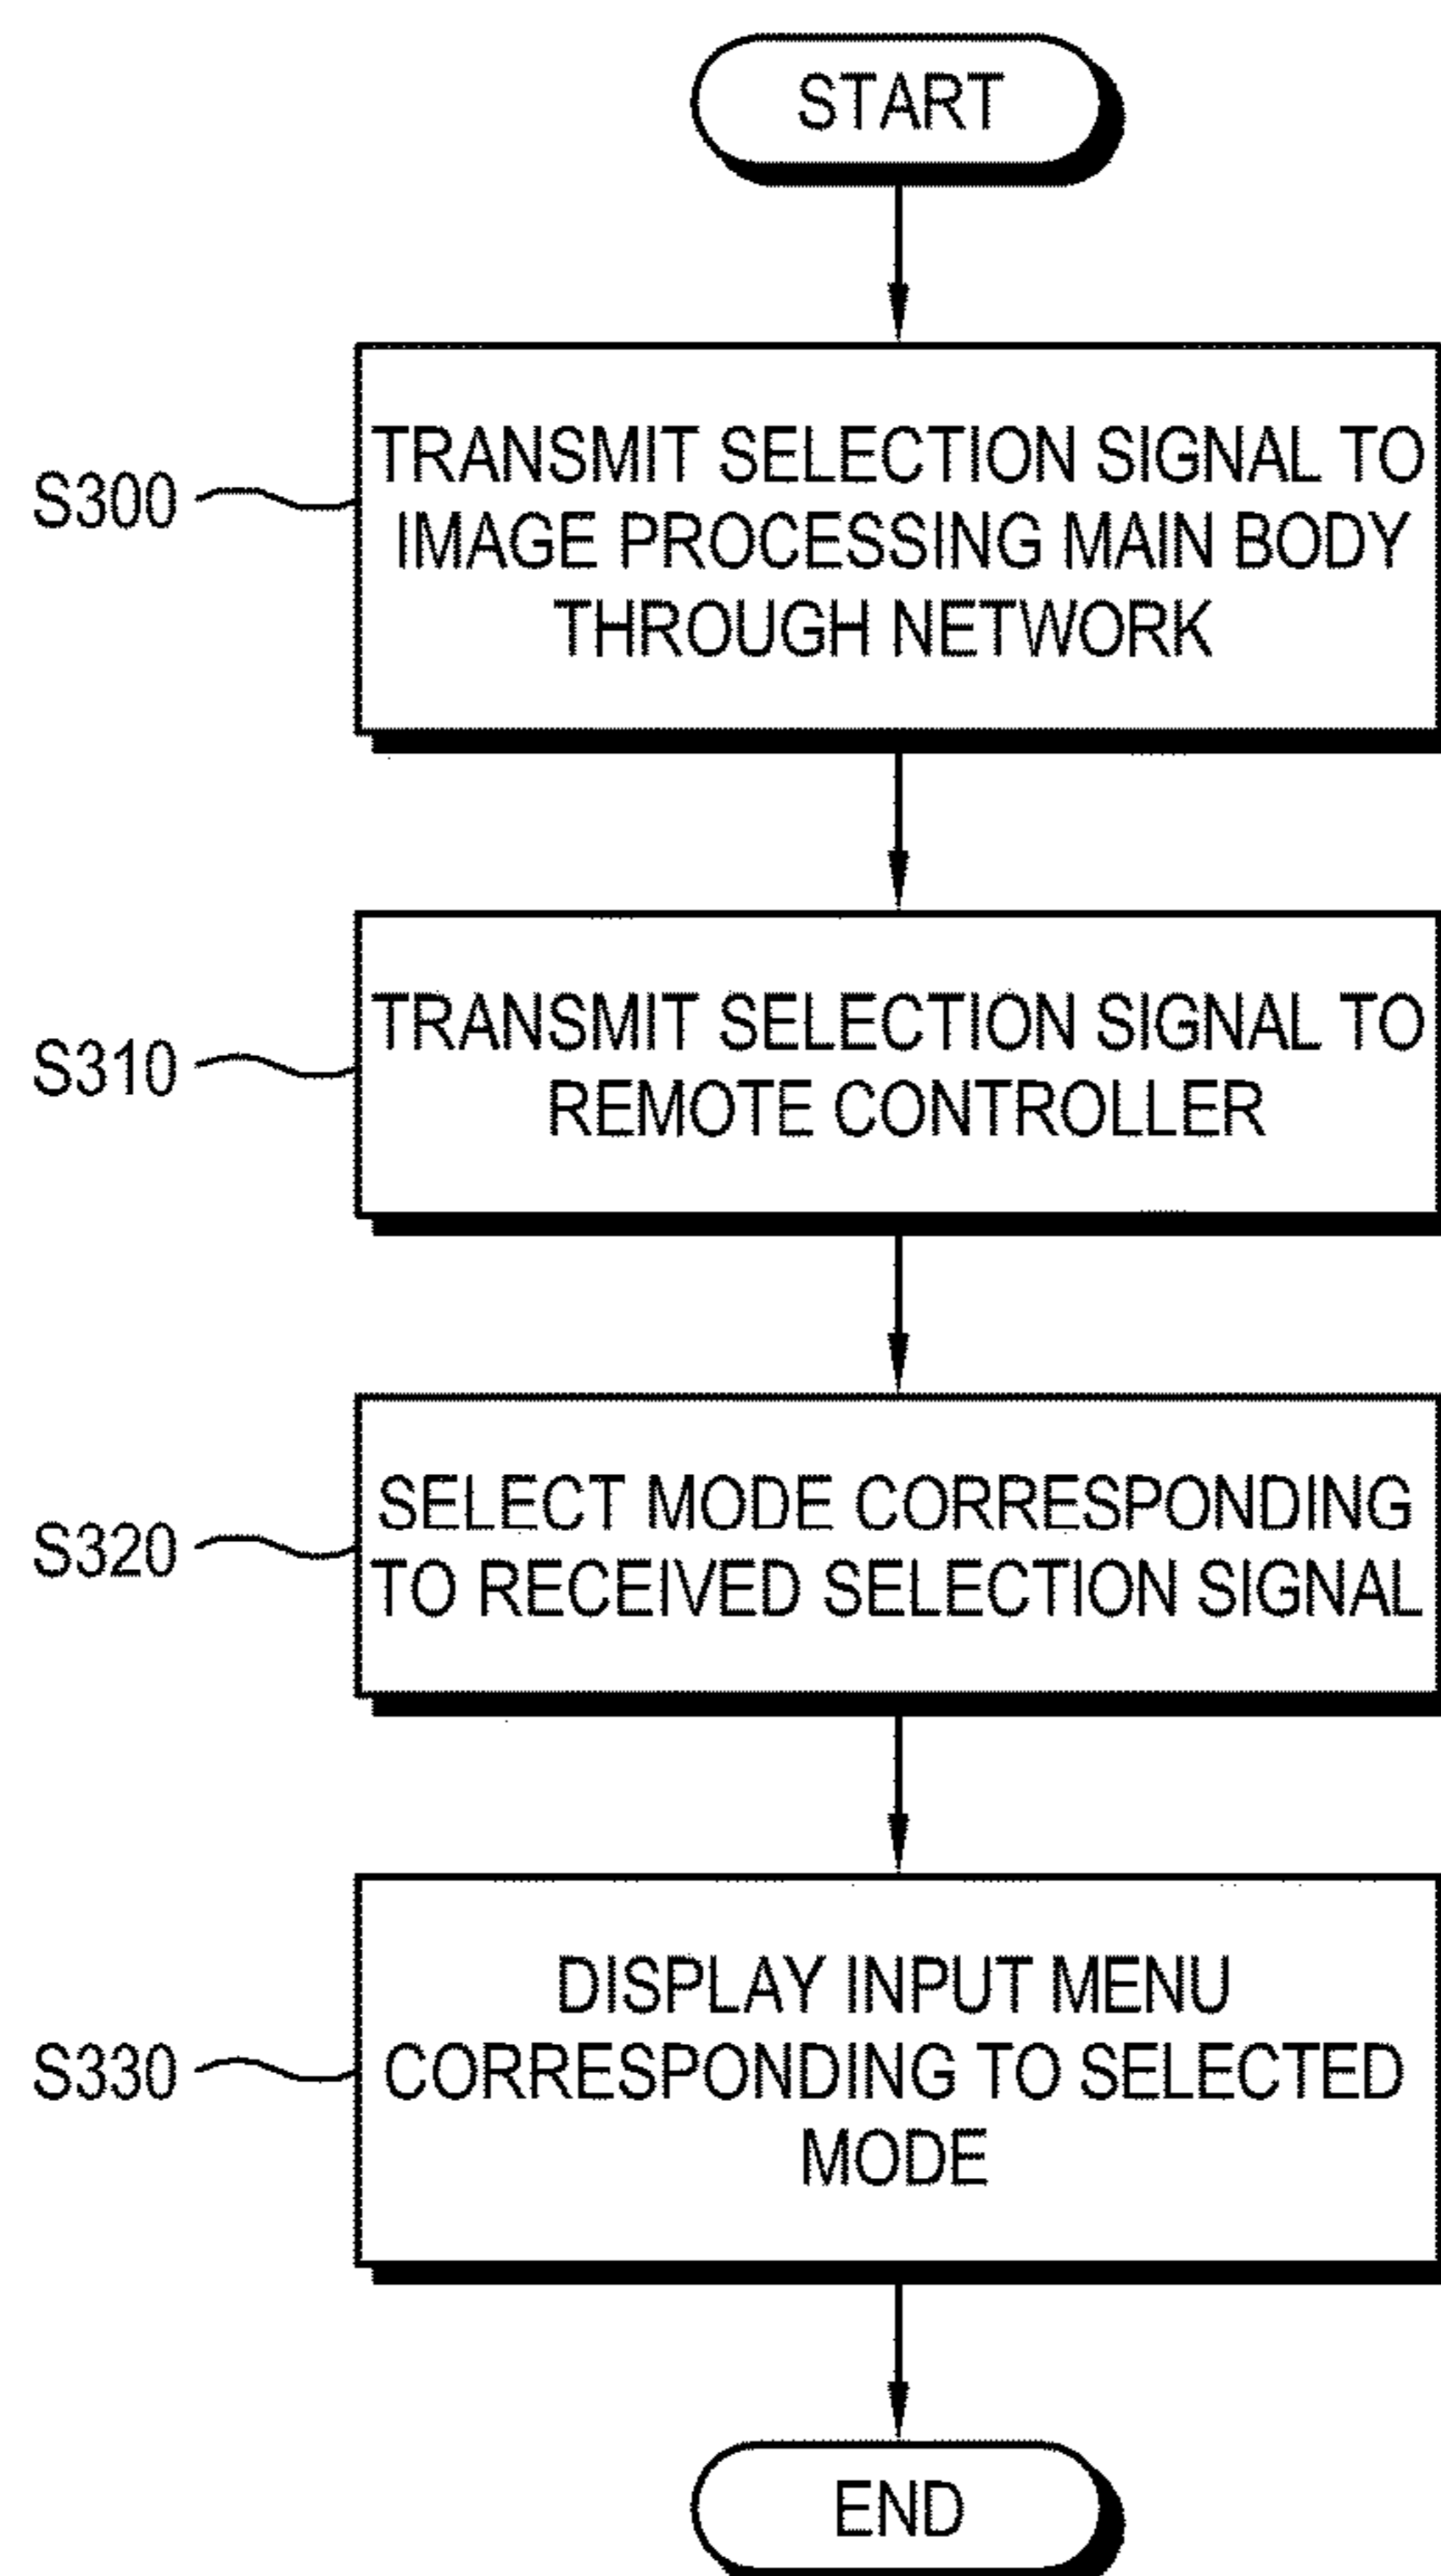 START
S300
TRANSMIT SELECTION SIGNAL TO
IMAGE PROCESSING MAIN BODY
THROUGH NETWORK
S310
TRANSMIT SELECTION SIGNAL TO
REMOTE CONTROLLER
S320
SELECT MODE CORRESPONDING
TO RECEIVED SELECTION SIGNAL
S330
DISPLAY INPUT MENU
CORRESPONDING TO SELECTED
MODE
END